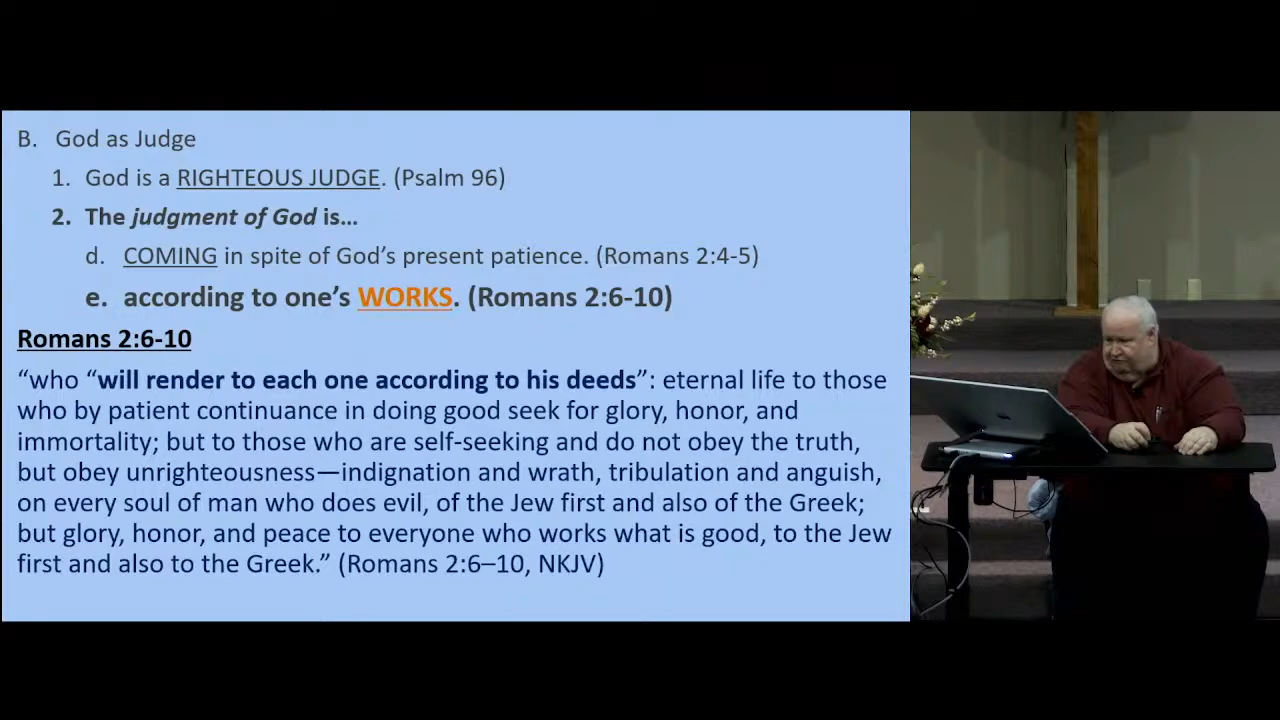 B. God as Judge
1. God is a RIGHTEOUS JUDGE. (Psalm 96)
2. The judgment of God is…
d. COMING in spite of God’s present patience. (Romans 2:4-5)
e. according to one’s WORKS. (Romans 2:6-10)
Romans 2:6-10
“who “will render to each one according to his deeds”: eternal life to those
who by patient continuance in doing good seek for glory, honor, and
immortality; but to those who are self-seeking and do not obey the truth,
but obey unrighteousness—indignation and wrath, tribulation and anguish,
on every soul of man who does evil, of the Jew first and also of the Greek;
but glory, honor, and peace to everyone who works what is good, to the Jew
first and also to the Greek.” (Romans 2:6–10, NKJV)